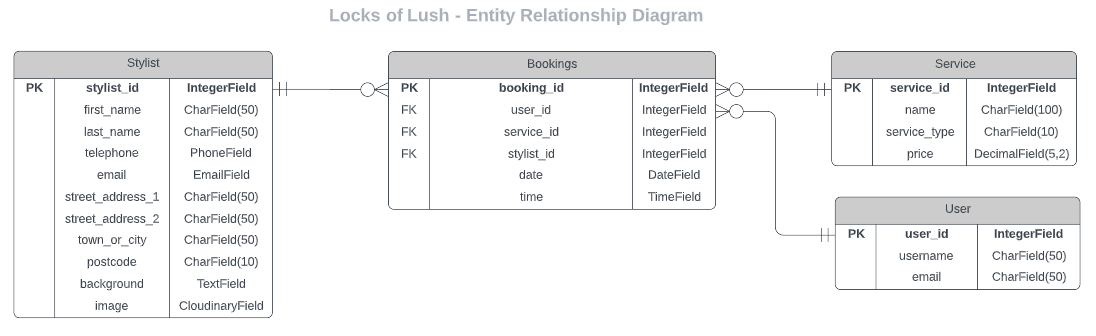 Locks of Lush - Entity Relationship Diagram
Stylist
PK stylist_id IntegerField
first_name CharField(50)
last_name CharField(50)
telephone PhoneField
email EmailField
street_address_1 CharField(50)
street_address_2 CharField(50)
town_or_city CharField(50)
postcode CharField(10)
background TextField
image CloudinaryField
Bookings
PK booking_id IntegerField
FK user_id IntegerField
FK service_id IntegerField
FK stylist_id IntegerField
date DateField
time TimeField
Service
PK service_id IntegerField
name CharField(100)
service_type CharField(10)
price DecimalField(5,2)
User
PK user_id IntegerField
username CharField(50)
email CharField(50)